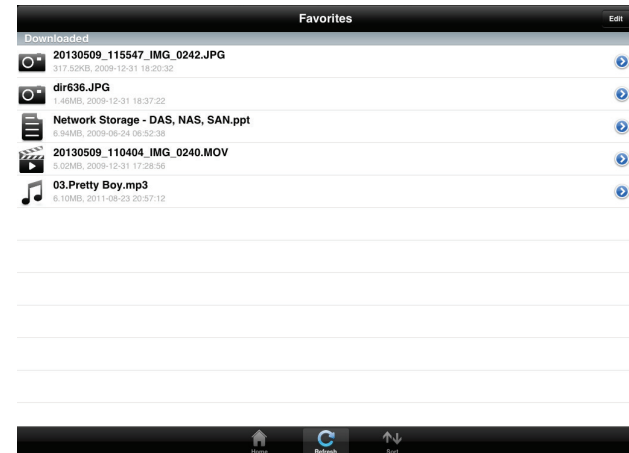 Favorites
Edit
Downloaded
20130509_115547_IMG_0242.JPG
317.52KB, 2009-12-31 18:20:32
dir636.JPG
1.46MB, 2009-12-31 18:37:22
Network Storage - DAS, NAS, SAN.ppt
6.94MB, 2009-06-24 06:52:38
20130509_110404_IMG_0240.MOV
5.02MB, 2009-12-31 17:28:56
03.Pretty Boy.mp3
6.10MB, 2011-08-23 20:57:12
Home Refresh Sort